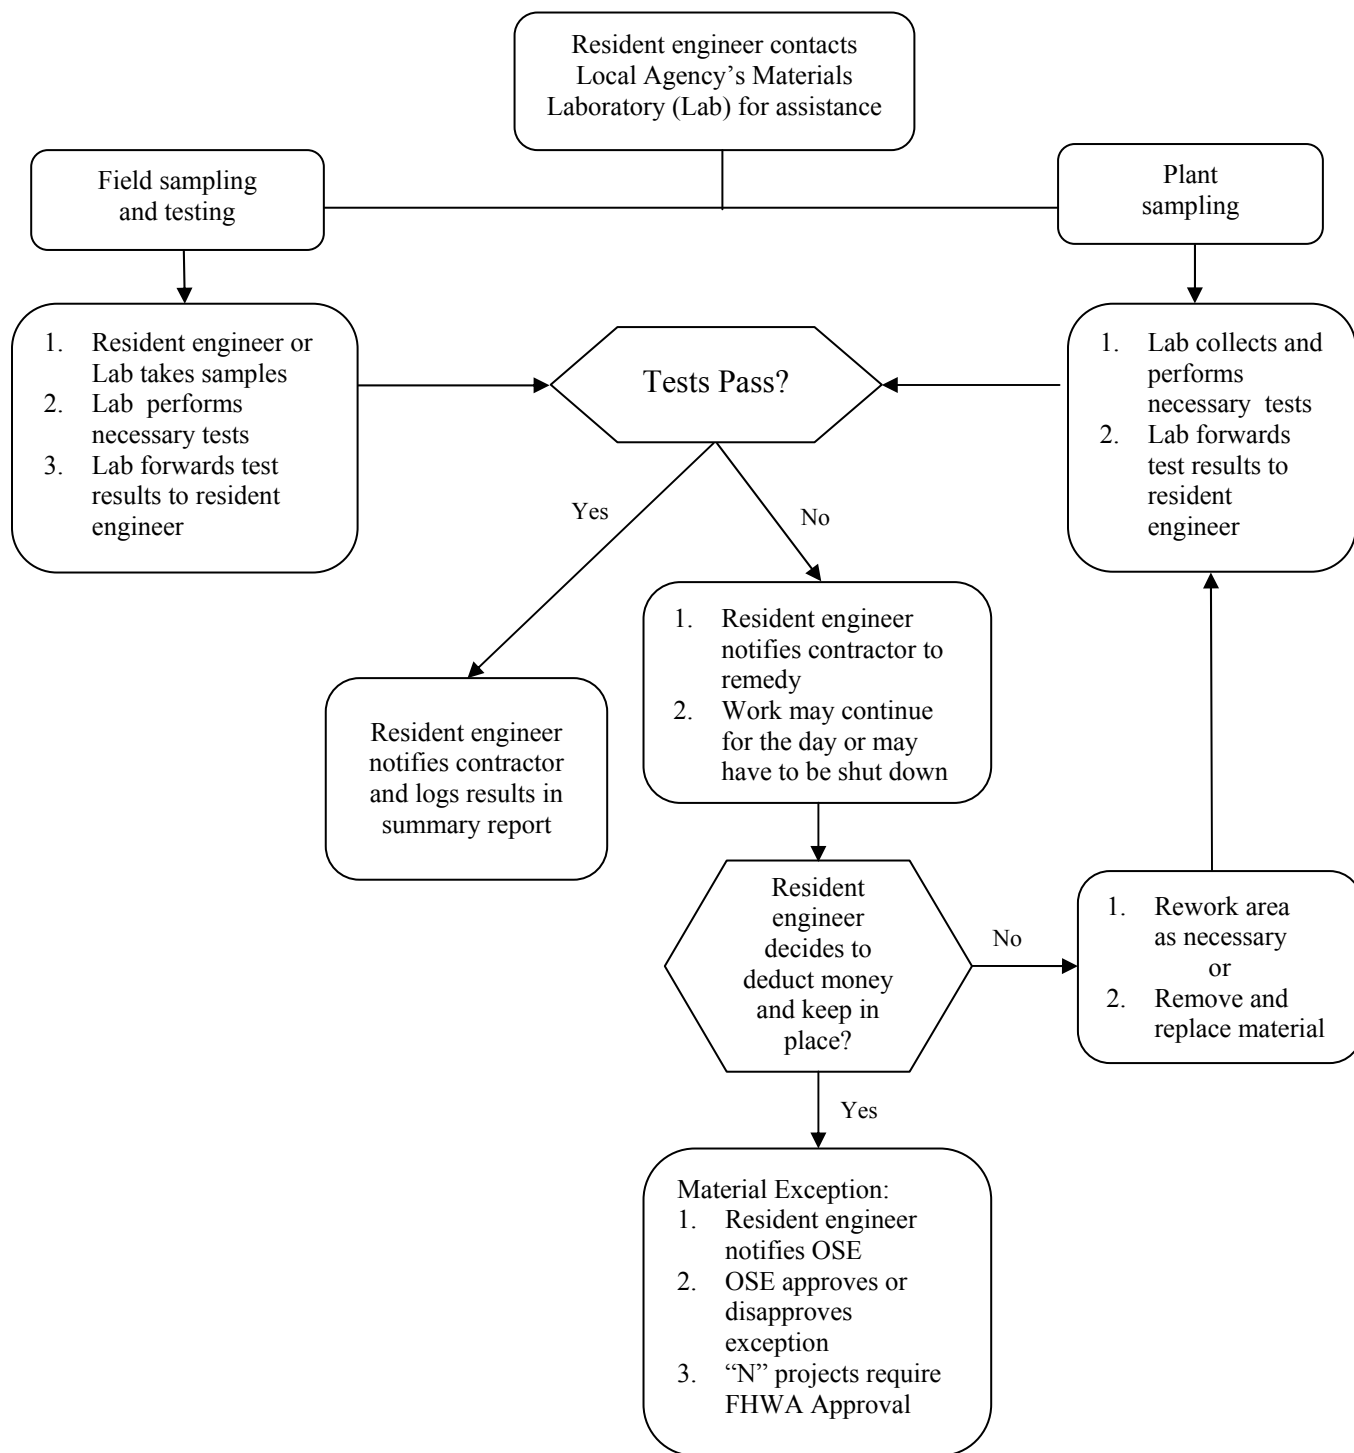 Resident engineer contacts
Local Agency’s Materials
Laboratory (Lab) for assistance
Field sampling
and testing
Plant
sampling
1. Resident engineer or
Lab takes samples
2. Lab performs
necessary tests
3. Lab forwards test
results to resident
engineer
Tests Pass?
1. Lab collects and
performs
necessary tests
2. Lab forwards
test results to
resident
engineer
Yes
No
Resident engineer
notifies contractor
and logs results in
summary report
1. Resident engineer
notifies contractor to
remedy
2. Work may continue
for the day or may
have to be shut down
Resident
engineer
decides to
deduct money
and keep in
place?
No
1. Rework area
as necessary
or
2. Remove and
replace material
Yes
Material Exception:
1. Resident engineer
notifies OSE
2. OSE approves or
disapproves
exception
3. “N” projects require
FHWA Approval